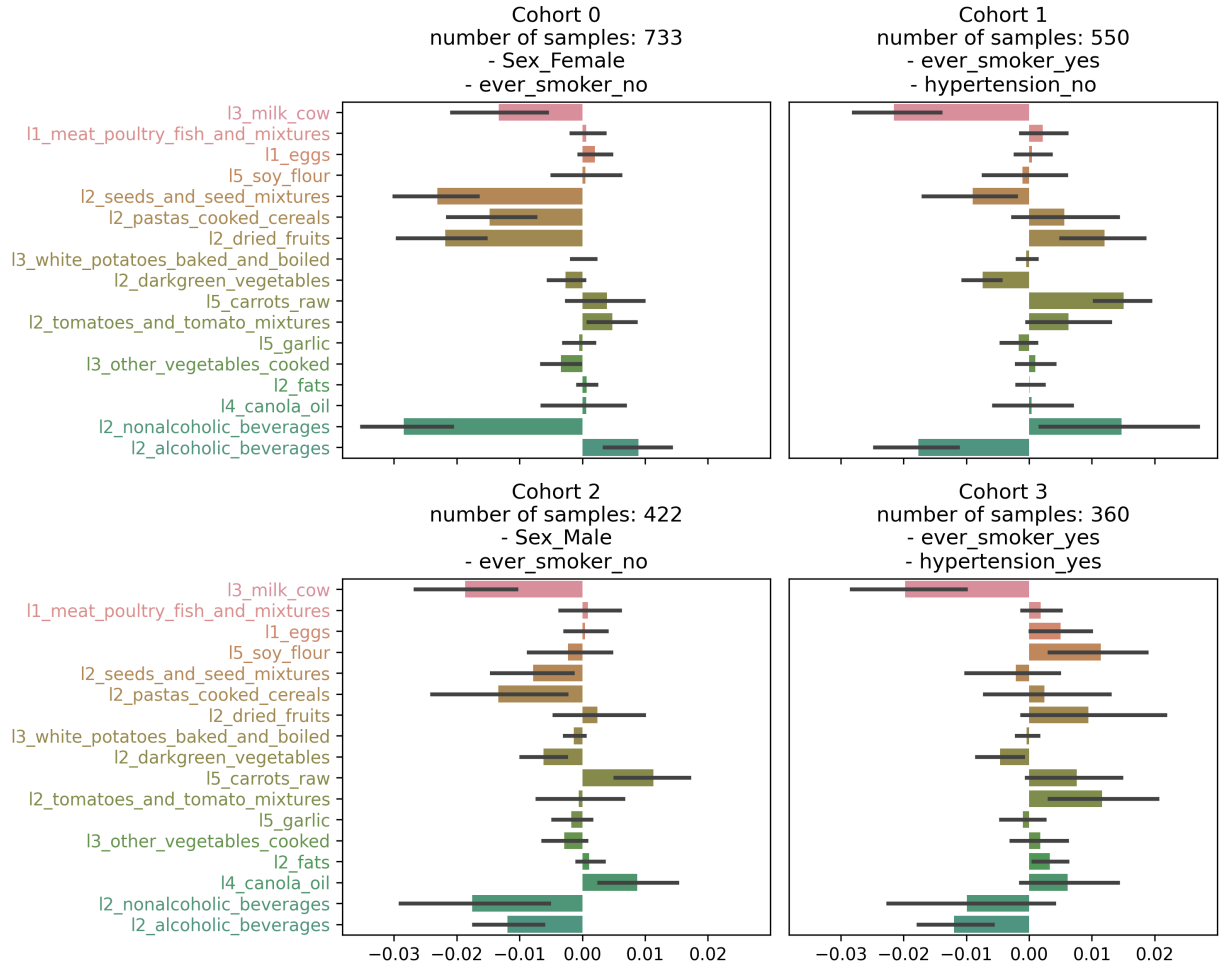 Cohort 0
number of samples: 733
- Sex_Female
- ever_smoker_no
Cohort 1
number of samples: 550
- ever_smoker_yes
- hypertension_no
l3_milk_cow
l1_meat_poultry_fish_and_mixtures
l1_eggs
l5_soy_flour
l2_seeds_and_seed_mixtures
l2_pastas_cooked_cereals
l2_dried_fruits
l3_white_potatoes_baked_and_boiled
l2_darkgreen_vegetables
l5_carrots_raw
l2_tomatoes_and_tomato_mixtures
l5_garlic
l3_other_vegetables_cooked
l2_fats
l4_canola_oil
l2_nonalcoholic_beverages
l2_alcoholic_beverages
Cohort 2
number of samples: 422
- Sex_Male
- ever_smoker_no
Cohort 3
number of samples: 360
- ever_smoker_yes
- hypertension_yes
l3_milk_cow
l1_meat_poultry_fish_and_mixtures
l1_eggs
l5_soy_flour
l2_seeds_and_seed_mixtures
l2_pastas_cooked_cereals
l2_dried_fruits
l3_white_potatoes_baked_and_boiled
l2_darkgreen_vegetables
l5_carrots_raw
l2_tomatoes_and_tomato_mixtures
l5_garlic
l3_other_vegetables_cooked
l2_fats
l4_canola_oil
l2_nonalcoholic_beverages
l2_alcoholic_beverages
−0.03 −0.02 −0.01 0.00 0.01 0.02
−0.03 −0.02 −0.01 0.00 0.01 0.02